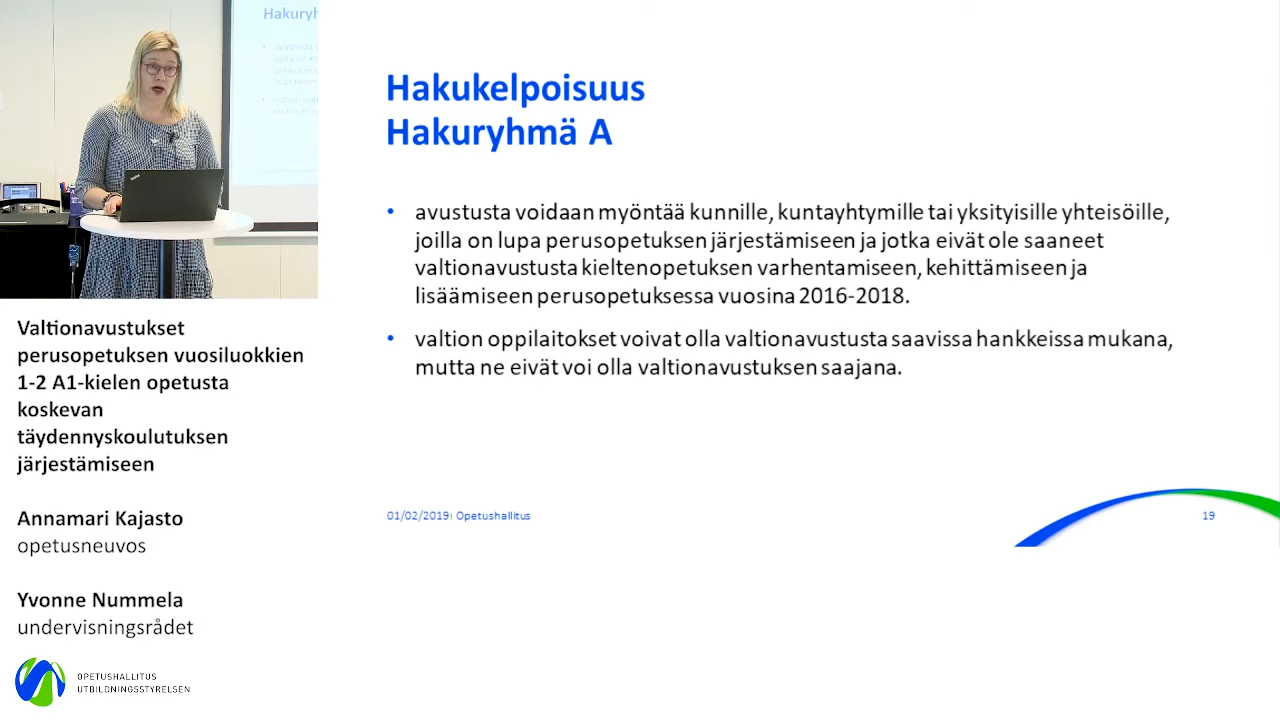 Hakuryh
Hakukelpoisuus
Hakuryhmä A
• avustusta voidaan myöntää kunnille, kuntayhtymille tai yksityisille yhteisöille,
joilla on lupa perusopetuksen järjestämiseen ja jotka eivät ole saaneet
valtionavustusta kieltenopetuksen varhentamiseen, kehittämiseen ja
lisäämiseen perusopetuksessa vuosina 2016-2018.
• valtion oppilaitokset voivat olla valtionavustusta saavissa hankkeissa mukana,
mutta ne eivät voi olla valtionavustuksen saajana.
01/02/2019 Opetushallitus
19
Valtionavustukset
perusopetuksen vuosiluokkien
1-2 A1-kielen opetusta
koskevan
täydennyskoulutuksen
järjestämiseen
Annamari Kajasto
opetusneuvos
Yvonne Nummela
undervisningsrådet
OPETUSHALLITUS
UTBILDNINGSSTYRELSEN